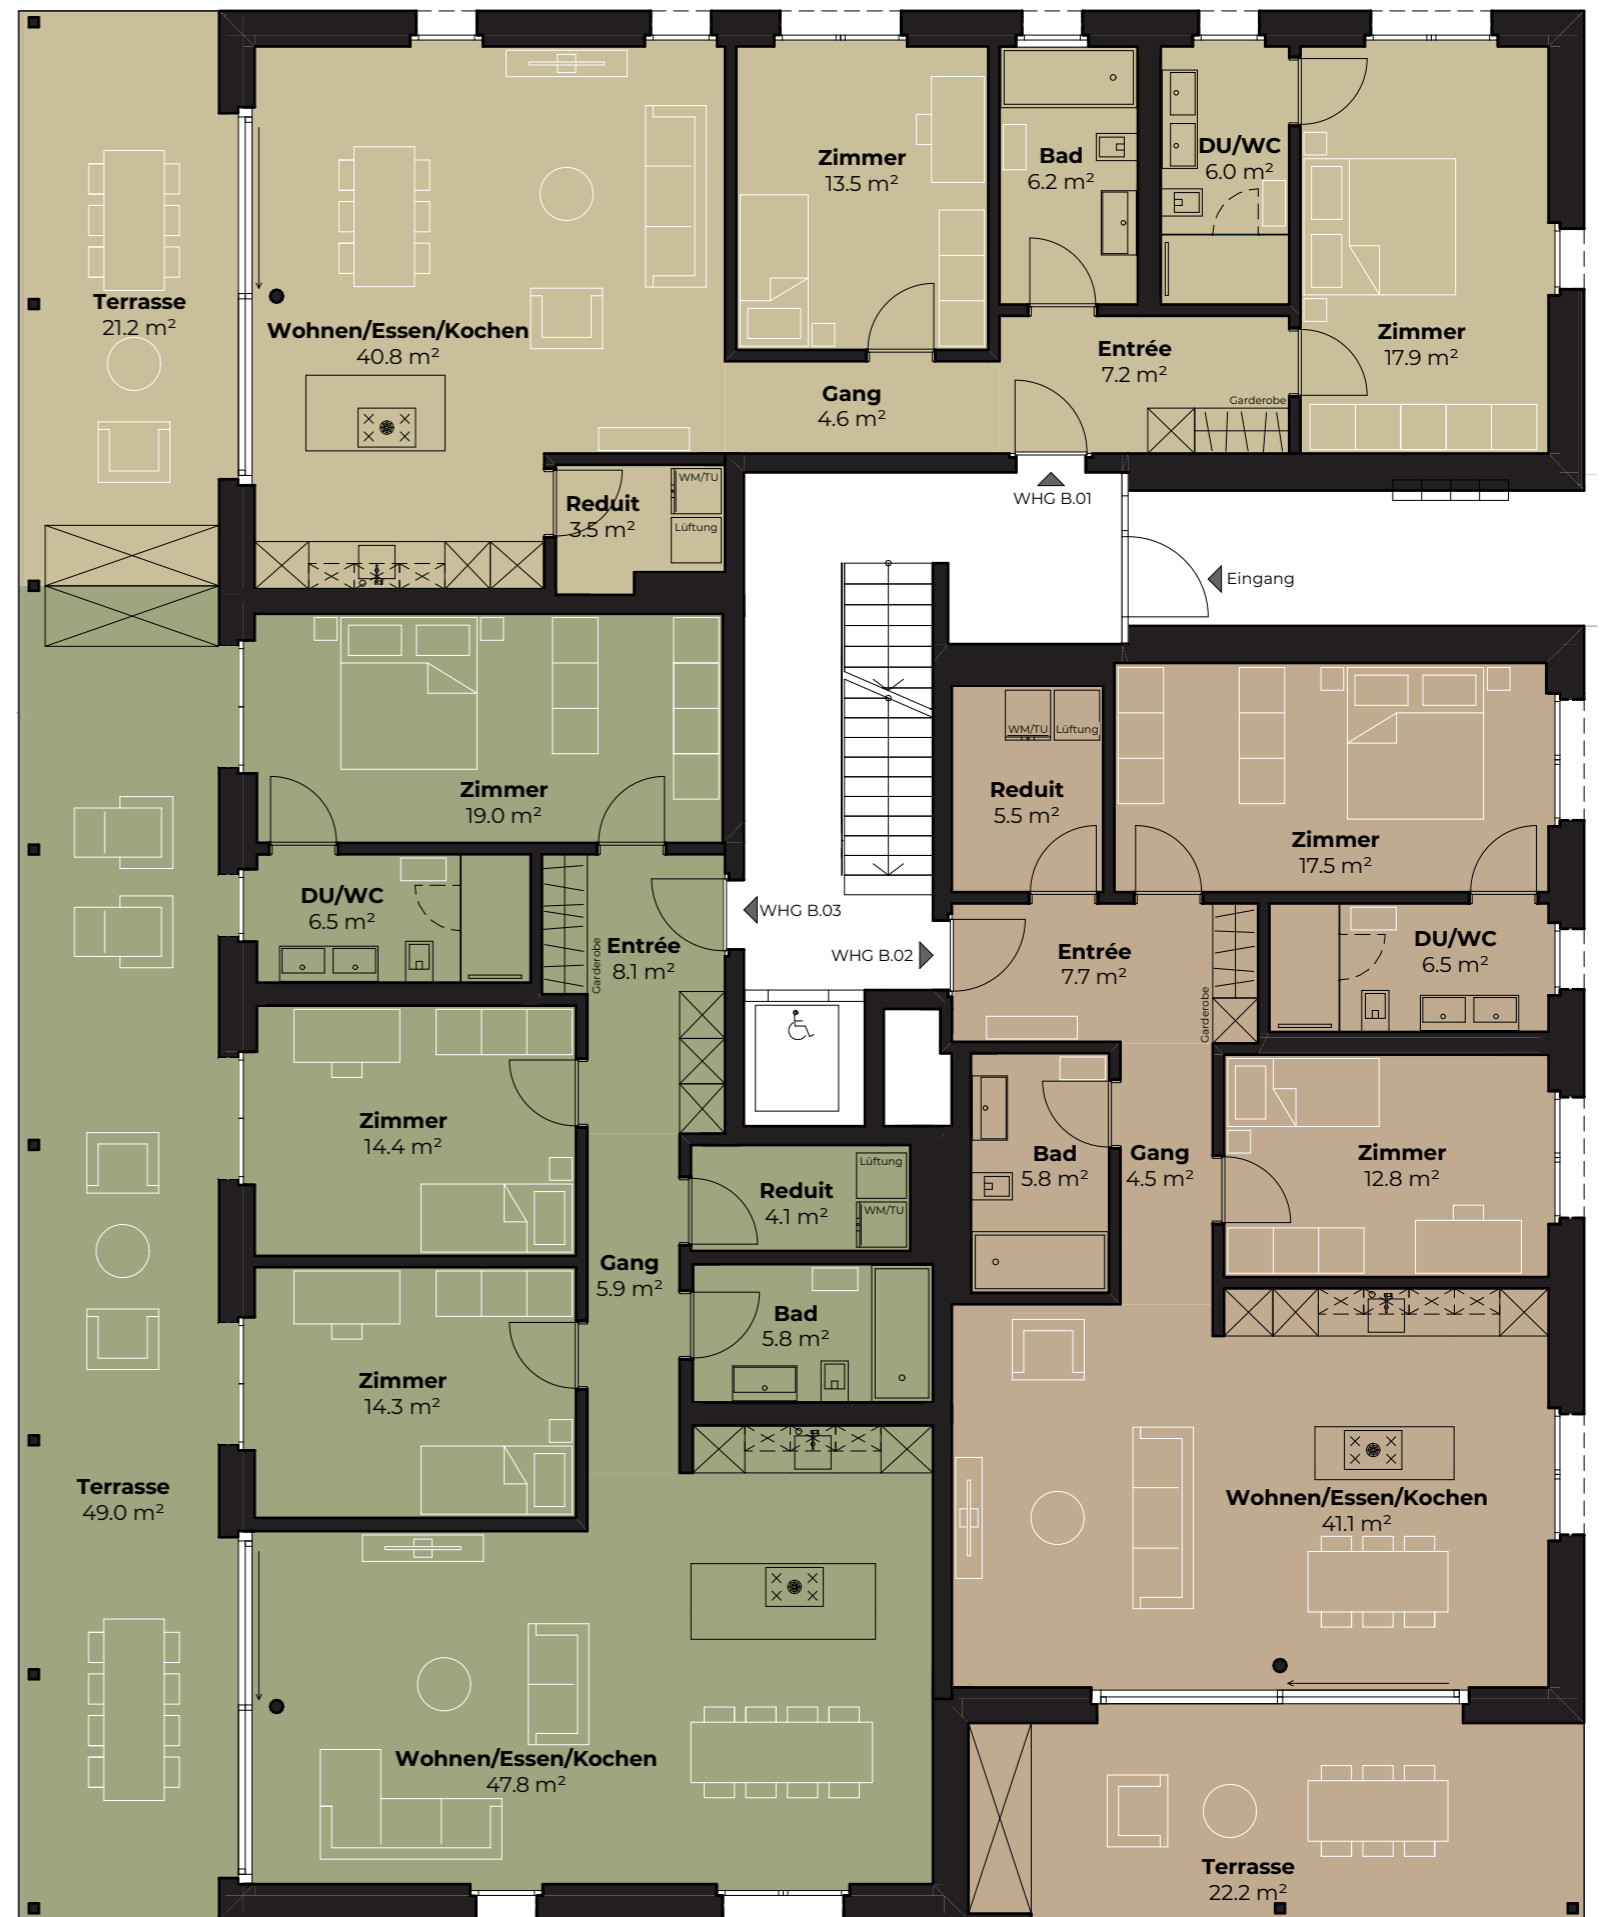 Terrasse
21.2 m²
Wohnen/Essen/Kochen
40.8 m²
Zimmer
13.5 m²
Bad
6.2 m²
DU/WC
6.0 m²
Zimmer
17.9 m²
Entrée
7.2 m²
Garderobe
Gang
4.6 m²
Reduit
3.5 m²
WM/TU
Lüftung
WHG B.01
Eingang
Zimmer
19.0 m²
DU/WC
6.5 m²
Entrée
8.1 m²
Garderobe
WHG B.03
WHG B.02
Reduit
5.5 m²
WM/TU
Lüftung
Zimmer
17.5 m²
Entrée
7.7 m²
Garderobe
DU/WC
6.5 m²
Zimmer
14.4 m²
Reduit
4.1 m²
Lüftung
WM/TU
Bad
5.8 m²
Gang
4.5 m²
Zimmer
12.8 m²
Gang
5.9 m²
Bad
5.8 m²
Zimmer
14.3 m²
Terrasse
49.0 m²
Wohnen/Essen/Kochen
41.1 m²
Wohnen/Essen/Kochen
47.8 m²
Terrasse
22.2 m²